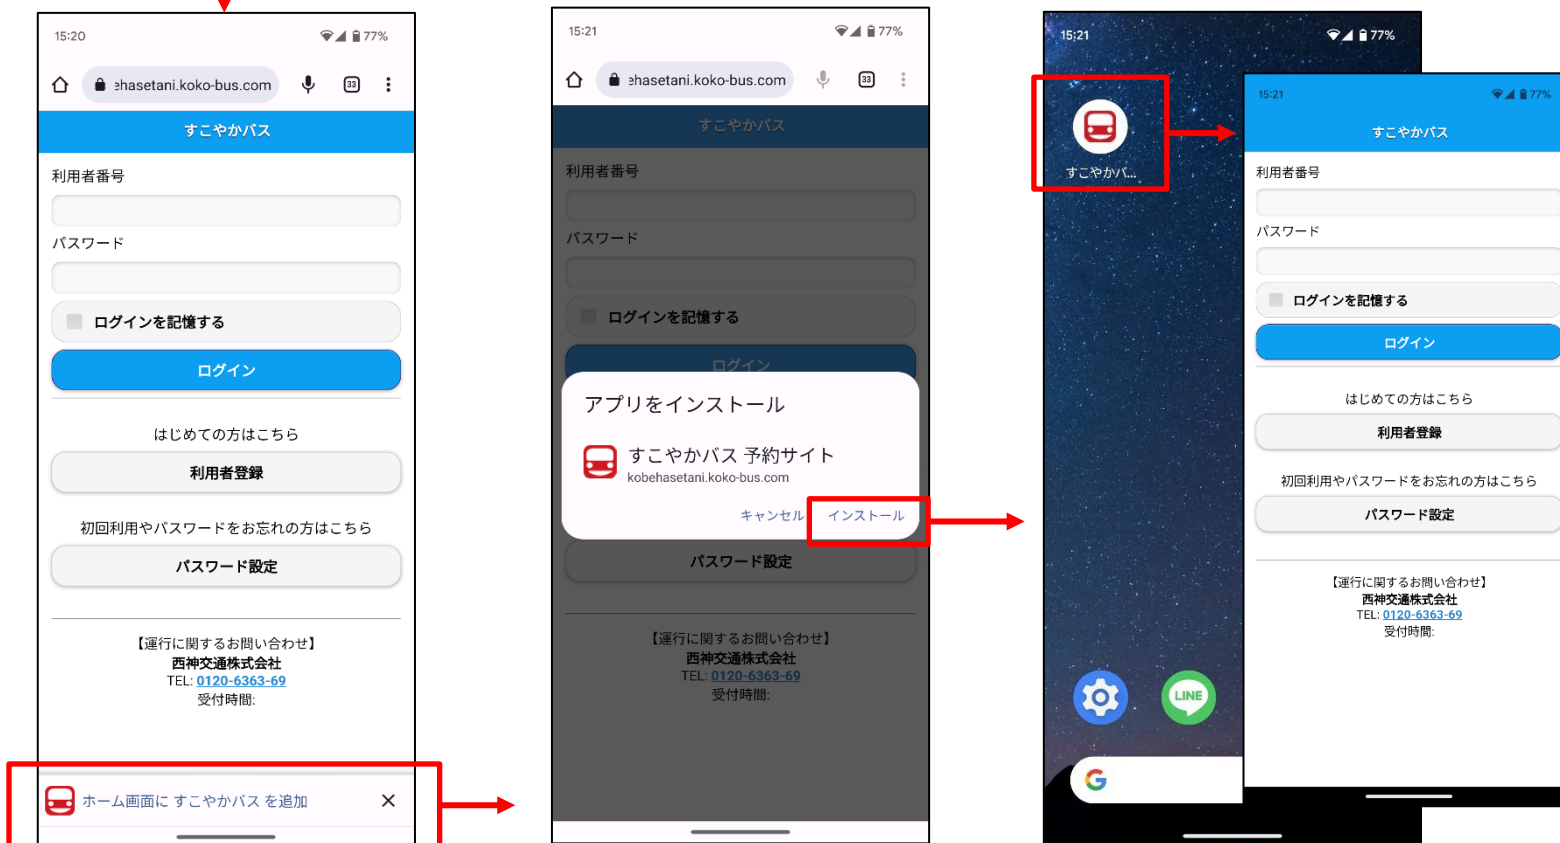 15:20
77%
ehasetani.koko-bus.com
33
すこやかバス
利用者番号
パスワード
ログインを記憶する
ログイン
はじめての方はこちら
利用者登録
初回利用やパスワードをお忘れの方はこちら
パスワード設定
【運行に関するお問い合わせ】
西神交通株式会社
TEL: 0120-6363-69
受付時間:
ホーム画面に すこやかバス を追加
15:21
77%
ehasetani.koko-bus.com
33
すこやかバス
利用者番号
パスワード
ログインを記憶する
ログイン
アプリをインストール
すこやかバス 予約サイト
kobehasetani.koko-bus.com
キャンセル インストール
パスワード設定
【運行に関するお問い合わせ】
西神交通株式会社
TEL: 0120-6363-69
受付時間:
15:21
77%
すこやかバ...
LINE
G
15:21
77%
すこやかバス
利用者番号
パスワード
ログインを記憶する
ログイン
はじめての方はこちら
利用者登録
初回利用やパスワードをお忘れの方はこちら
パスワード設定
【運行に関するお問い合わせ】
西神交通株式会社
TEL: 0120-6363-69
受付時間: